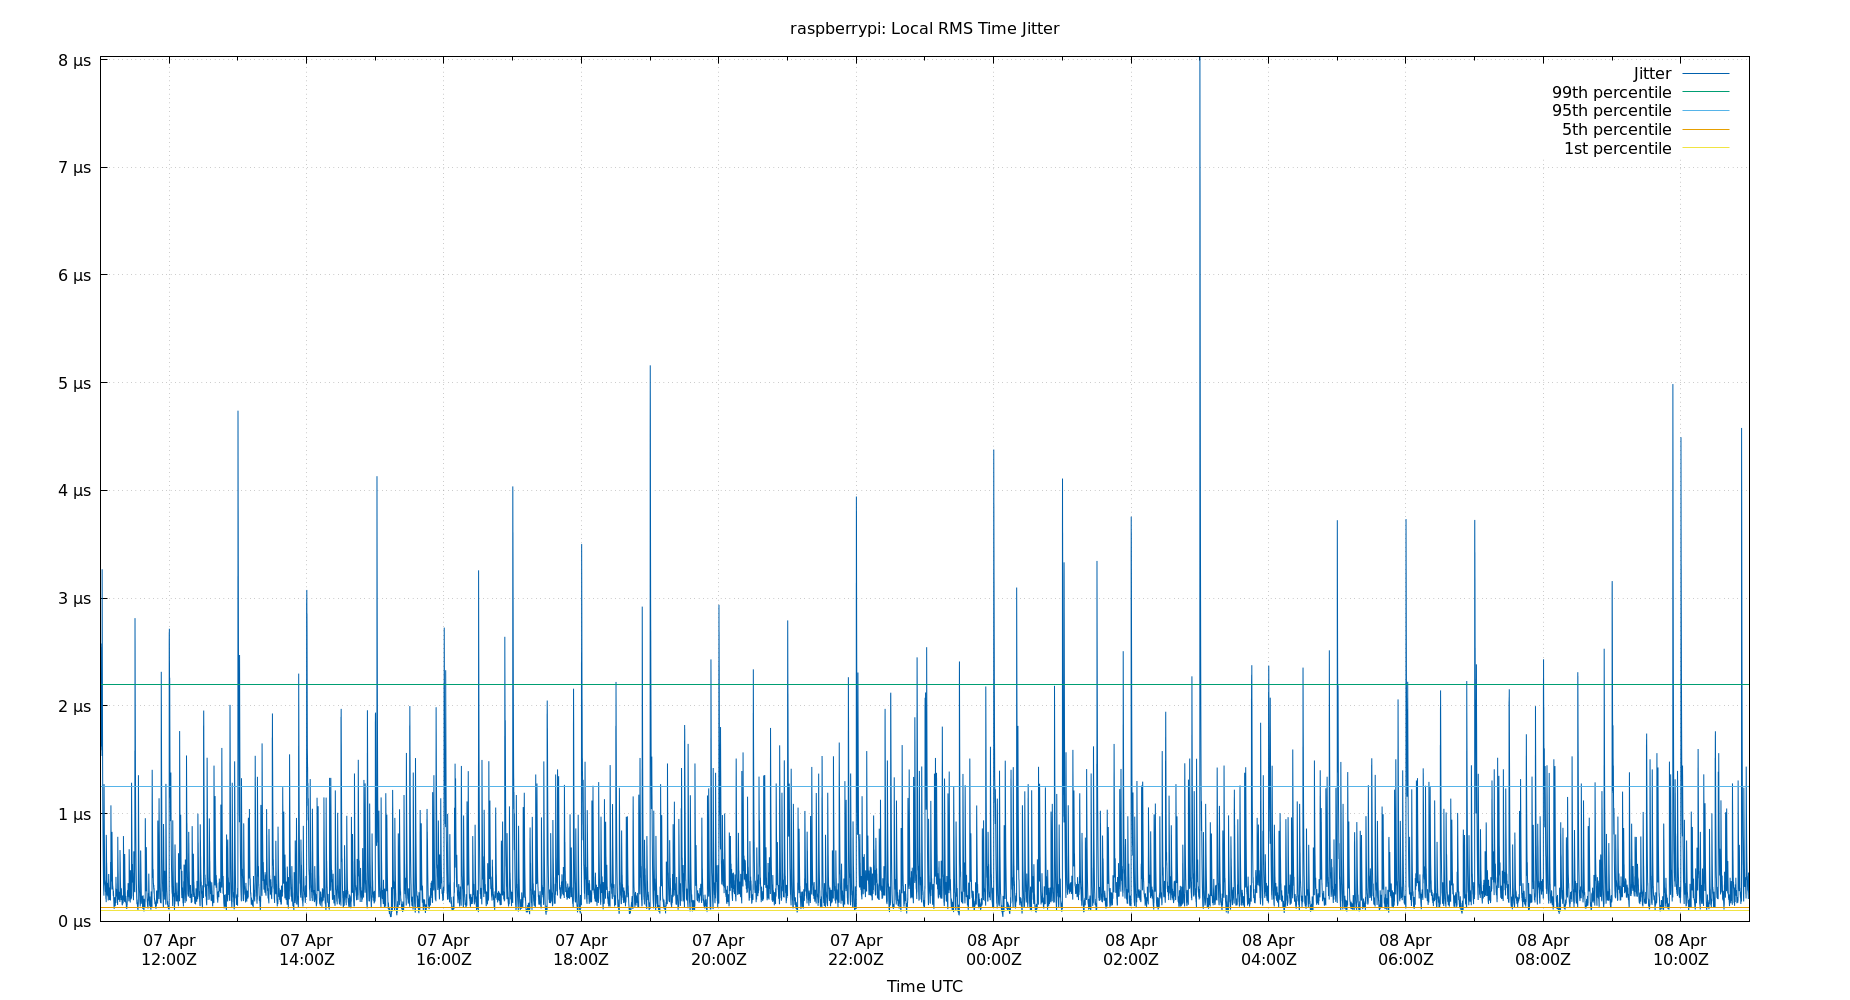 raspberrypi: Local RMS Time Jitter
8 µs
7 µs
6 µs
5 µs
4 µs
3 µs
2 µs
1 µs
0 µs
Jitter
99th percentile
95th percentile
5th percentile
1st percentile
07 Apr
12:00Z
07 Apr
14:00Z
07 Apr
16:00Z
07 Apr
18:00Z
07 Apr
20:00Z
07 Apr
22:00Z
08 Apr
00:00Z
08 Apr
02:00Z
08 Apr
04:00Z
08 Apr
06:00Z
08 Apr
08:00Z
08 Apr
10:00Z
Time UTC